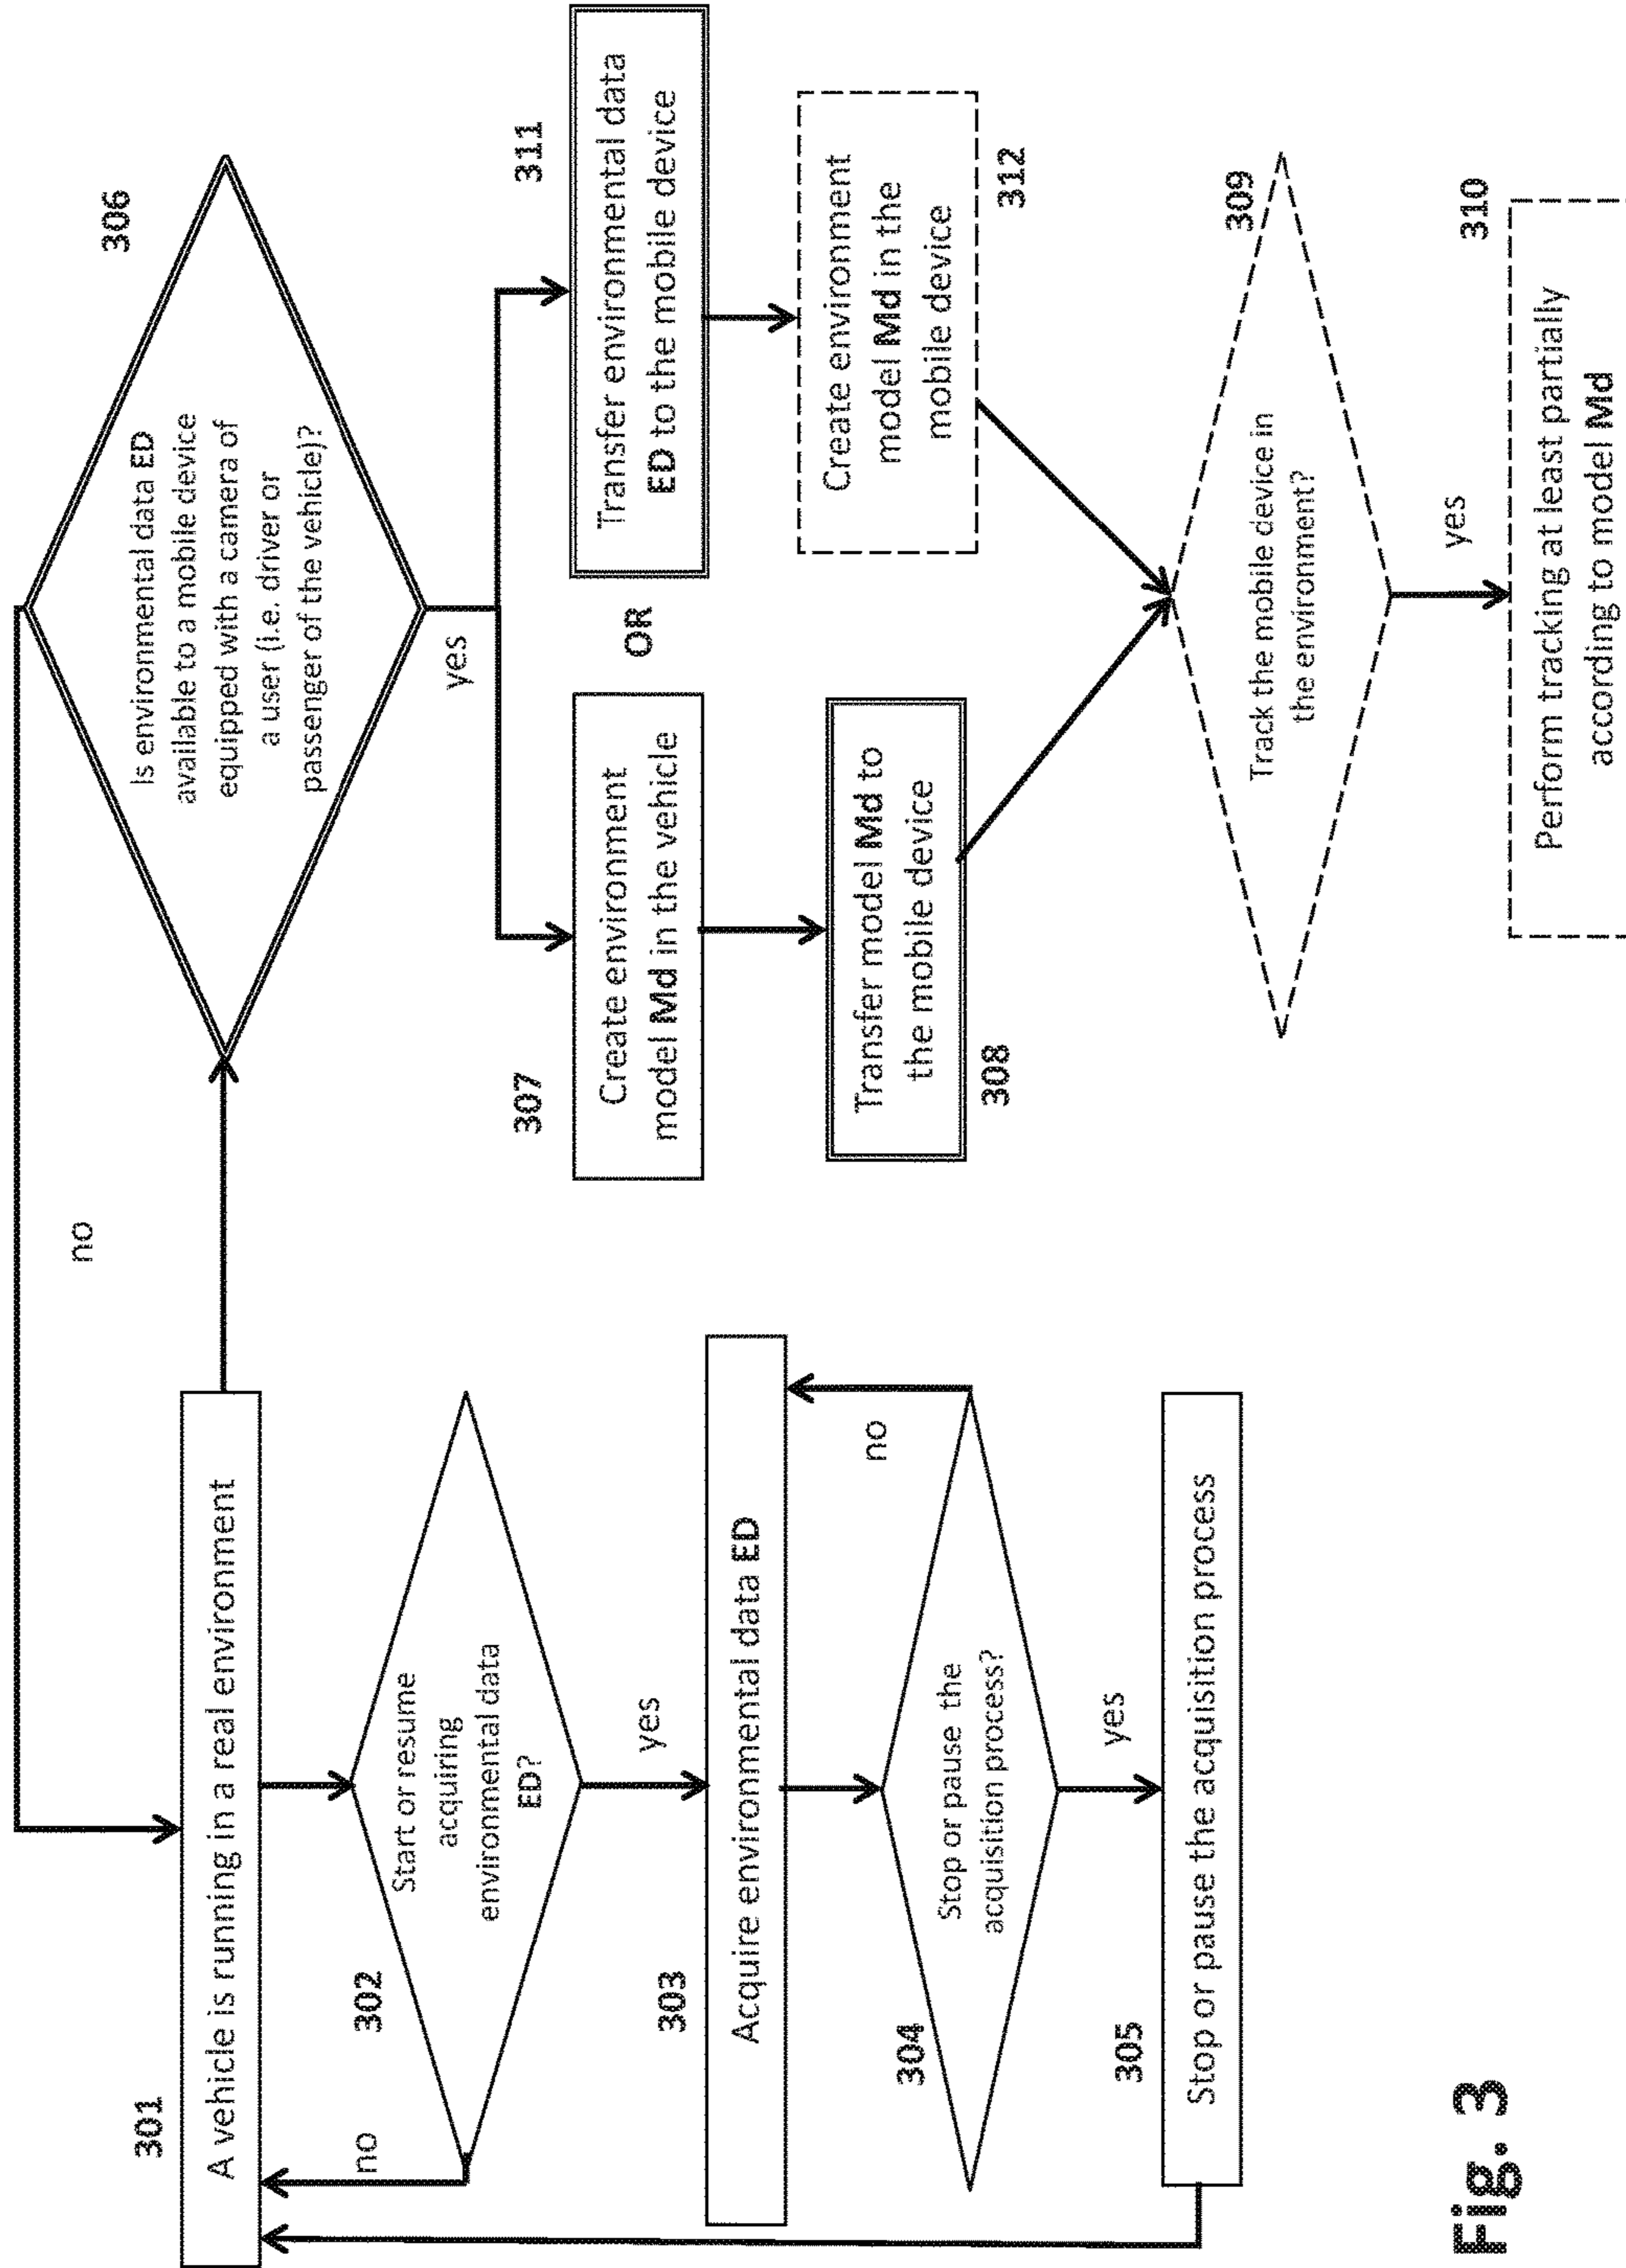 301
A vehicle is running in a real environment
no
302
Start or resume
acquiring
environmental data
ED?
yes
303
Acquire environmental data ED
304
Stop or pause the
acquisition process?
no
yes
305
Stop or pause the acquisition process
no
306
Is environmental data ED
available to a mobile device
equipped with a camera of
a user (i.e. driver or
passenger of the vehicle)?
yes
307
Create environment
model Md in the vehicle
OR
311
Transfer environmental data
ED to the mobile device
Transfer model Md to
the mobile device
308
Create environment
model Md in the
mobile device
312
309
Track the mobile device in
the environment?
yes
310
Perform tracking at least partially
according to model Md
Fig. 3